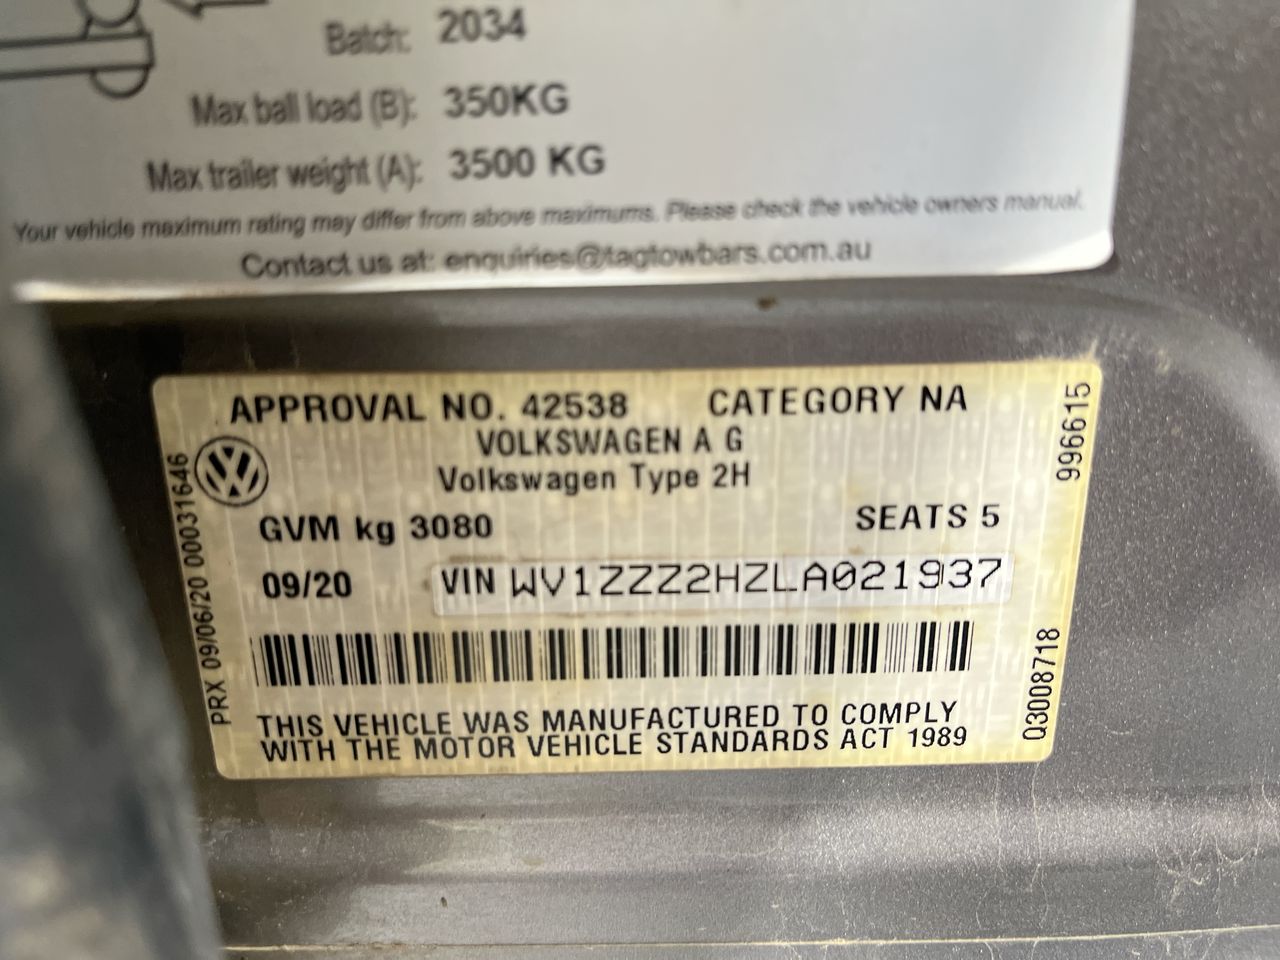 Batch: 2034
Max ball load (B): 350KG
Max trailer weight (A): 3500 KG
Your vehicle maximum rating may differ from above maximums. Please check the vehicle owners manual.
Contact us at: enquiries@tagtowbars.com.au
APPROVAL NO. 42538 CATEGORY NA
VOLKSWAGEN A G
Volkswagen Type 2H
GVM kg 3080 SEATS 5
09/20 VIN WV1ZZZ2HZLA021937
THIS VEHICLE WAS MANUFACTURED TO COMPLY
WITH THE MOTOR VEHICLE STANDARDS ACT 1989
PRX 09/06/20 00031646
996615
Q3008718